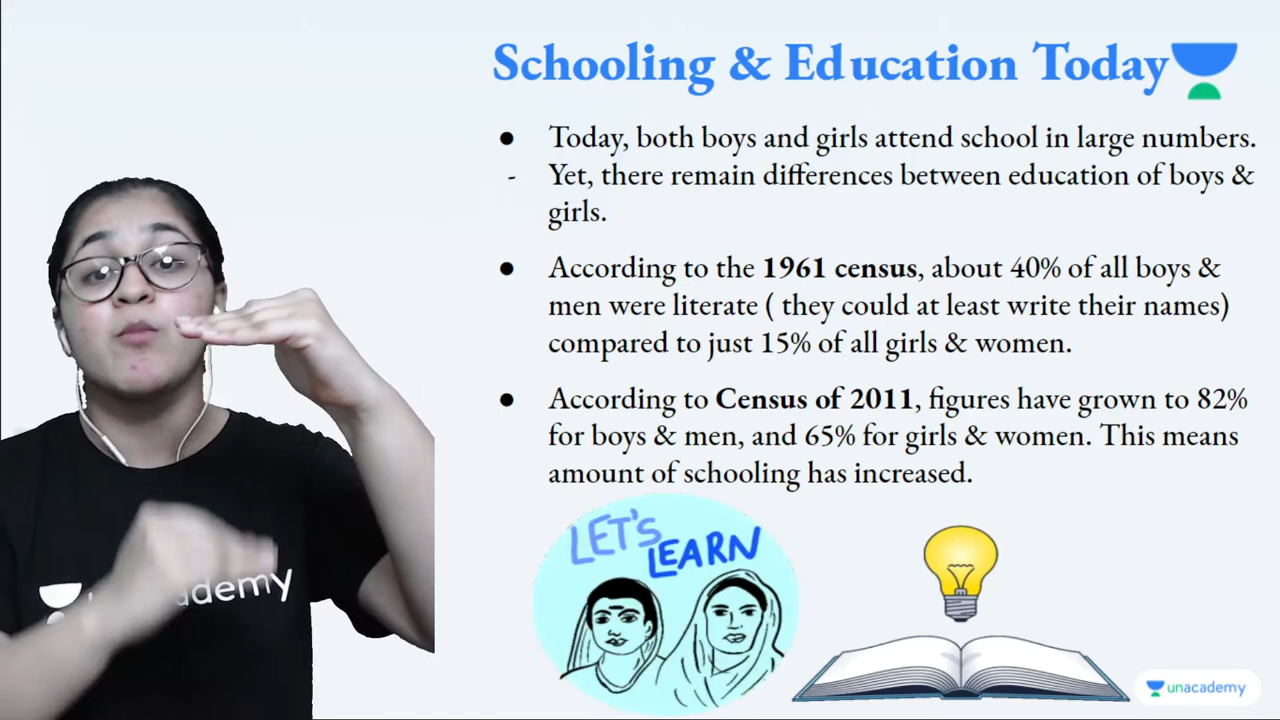 Schooling & Education Today
● Today, both boys and girls attend school in large numbers.
- Yet, there remain differences between education of boys &
girls.
● According to the 1961 census, about 40% of all boys &
men were literate ( they could at least write their names)
compared to just 15% of all girls & women.
● According to Census of 2011, figures have grown to 82%
for boys & men, and 65% for girls & women. This means
amount of schooling has increased.
LET'S
LEARN
unacademy